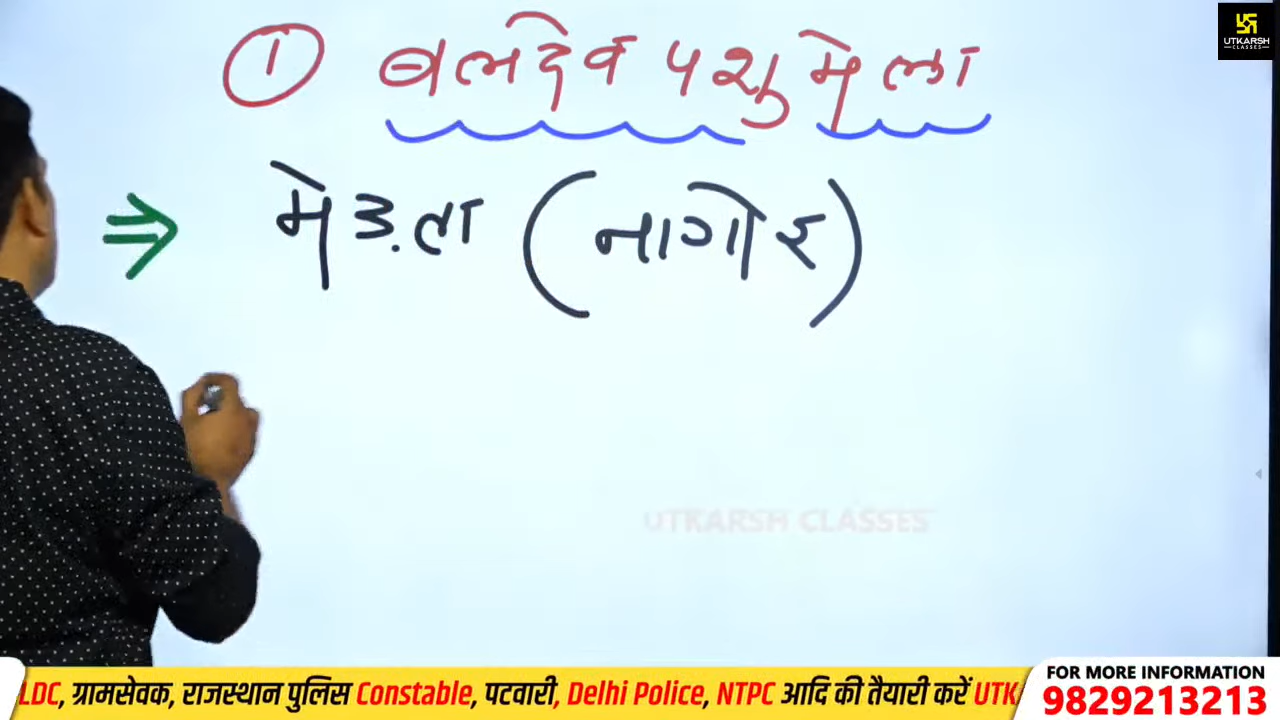 ① बलदेव पशु मेला
UTKARSH
CLASSES
⇒ मेड़ता (नागोर)
UTKARSH CLASSES
LDC, ग्रामसेवक, राजस्थान पुलिस Constable, पटवारी, Delhi Police, NTPC आदि की तैयारी करें UTK
FOR MORE INFORMATION
9829213213